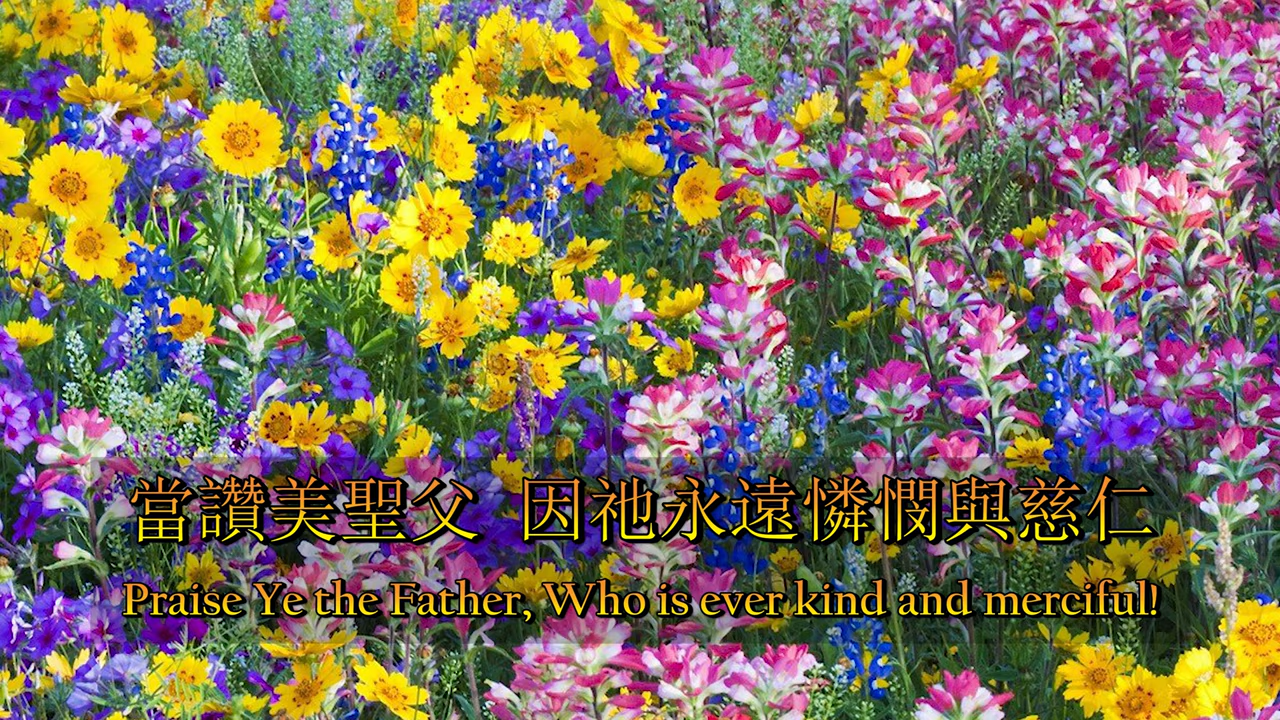 當讚美聖父 因祂永遠憐憫與慈仁
Praise Ye the Father, Who is ever kind and merciful!